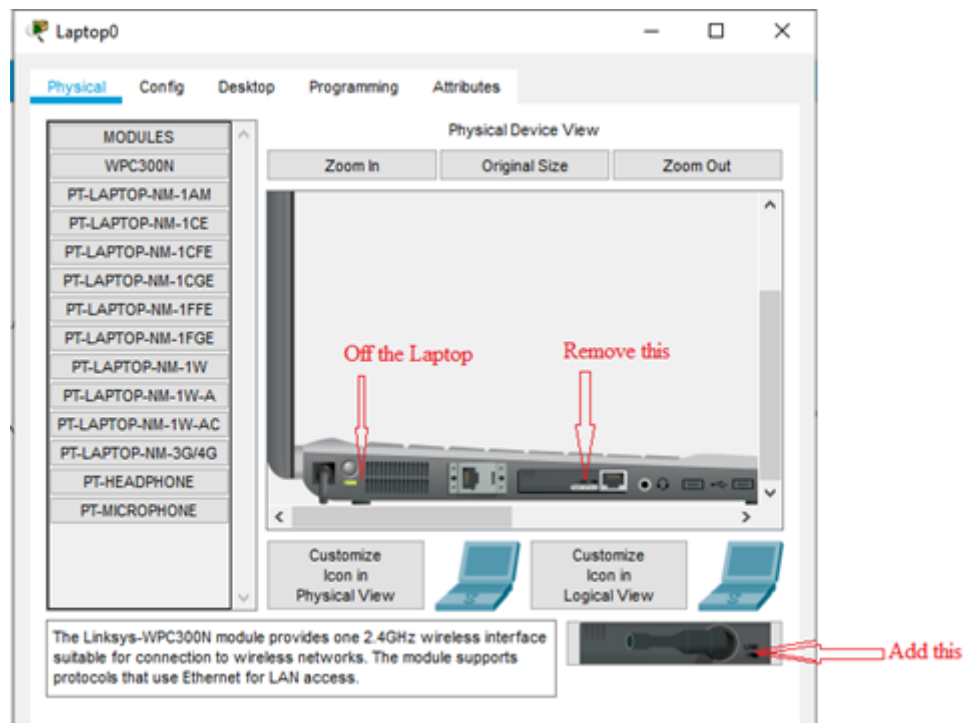 Laptop0
Physical Config Desktop Programming Attributes
MODULES
WPC300N
PT-LAPTOP-NM-1AM
PT-LAPTOP-NM-1CE
PT-LAPTOP-NM-1CFE
PT-LAPTOP-NM-1CGE
PT-LAPTOP-NM-1FFE
PT-LAPTOP-NM-1FGE
PT-LAPTOP-NM-1W
PT-LAPTOP-NM-1W-A
PT-LAPTOP-NM-1W-AC
PT-LAPTOP-NM-3G/4G
PT-HEADPHONE
PT-MICROPHONE
Physical Device View
Zoom In Original Size Zoom Out
Off the Laptop
Remove this
Customize
Icon in
Physical View
Customize
Icon in
Logical View
The Linksys-WPC300N module provides one 2.4GHz wireless interface
suitable for connection to wireless networks. The module supports
protocols that use Ethernet for LAN access.
Add this